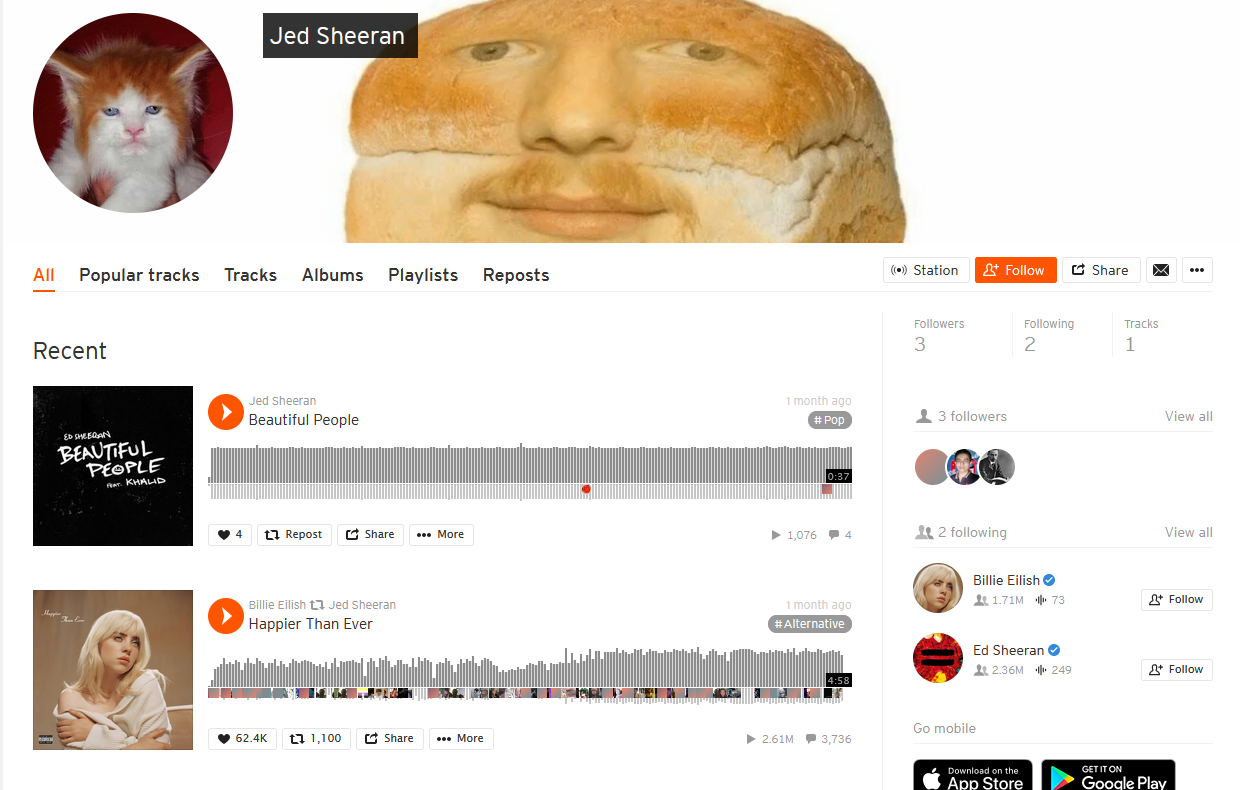 Jed Sheeran
All
Popular tracks
Tracks
Albums
Playlists
Reposts
Station
Follow
Share
Followers
3
Following
2
Tracks
1
Recent
ED SHEERAN
BEAUTIFUL
PEOPLE
FEAT. KHALID
Jed Sheeran
1 month ago
Beautiful People
# Pop
0:37
4
Repost
Share
More
1,076
4
Happier
Than Ever
Billie Eilish Jed Sheeran
1 month ago
Happier Than Ever
# Alternative
4:58
62.4K
1,100
Share
More
2.61M
3,736
3 followers
View all
2 following
View all
Billie Eilish
1.71M
73
Follow
Ed Sheeran
2.36M
249
Follow
Go mobile
Download on the
App Store
GET IT ON
Google Play